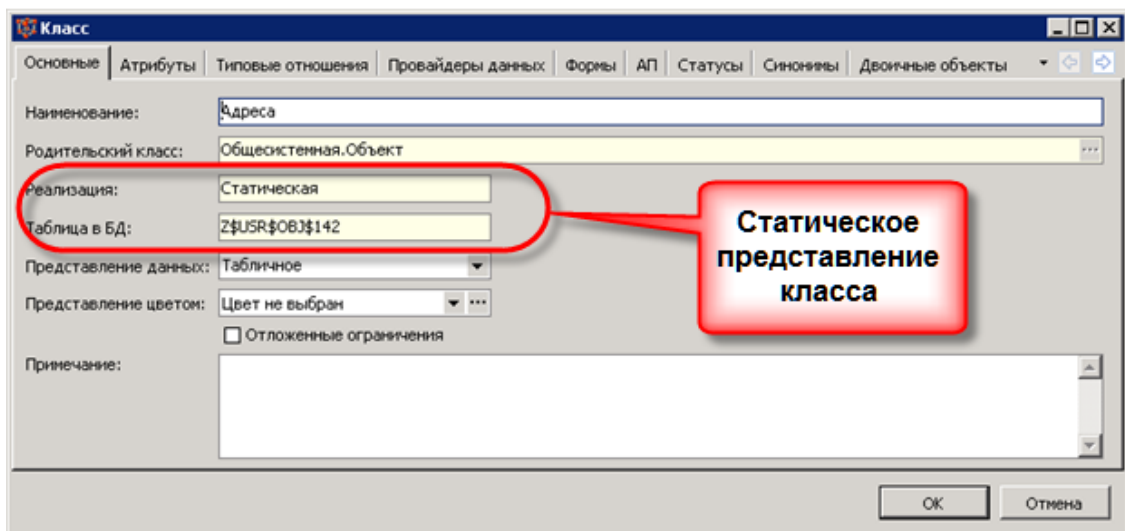 Класс
Основные Атрибуты Типовые отношения Провайдеры данных Формы АП Статусы Синонимы Двоичные объекты
Наименование: Адреса
Родительский класс: Общесистемная.Объект ...
Реализация: Статическая
Таблица в БД: Z$USR$OBJ$142
Представление данных: Табличное
Представление цветом: Цвет не выбран ...
Отложенные ограничения
Примечание:
Статическое
представление
класса
OK Отмена